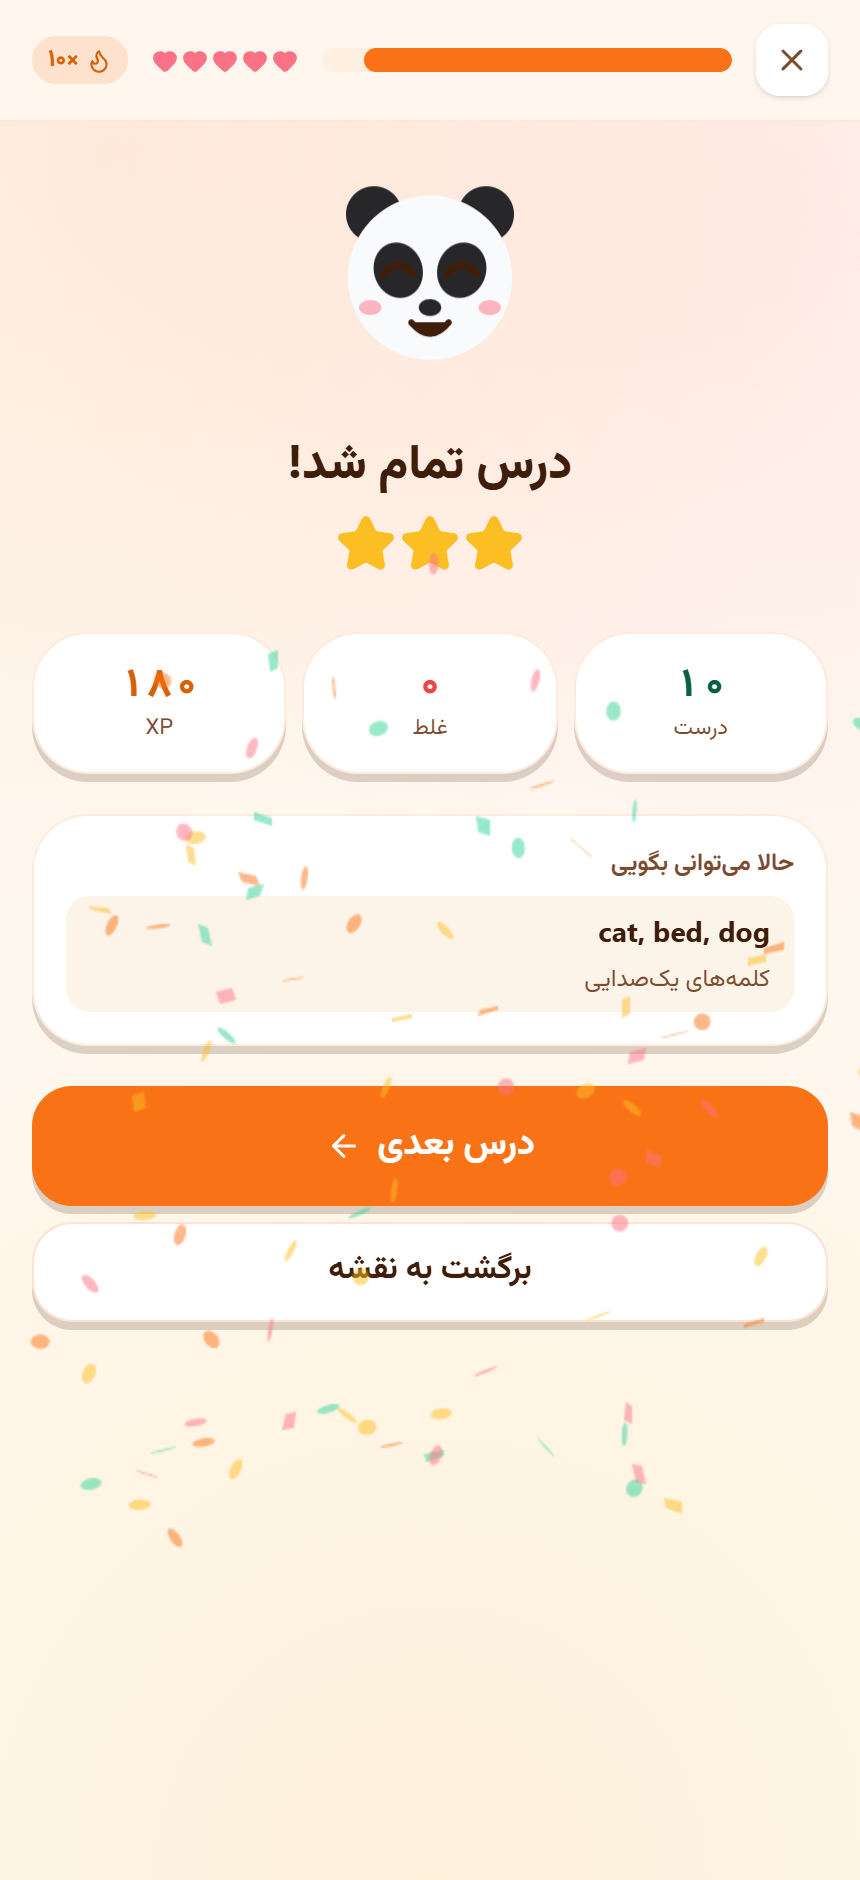 ۱۰×
درس تمام شد!
۱۰
درست
۰
غلط
۱۸۰
XP
حالا می‌توانی بگویی
cat, bed, dog
کلمه‌های یک‌صدایی
درس بعدی ←
برگشت به نقشه